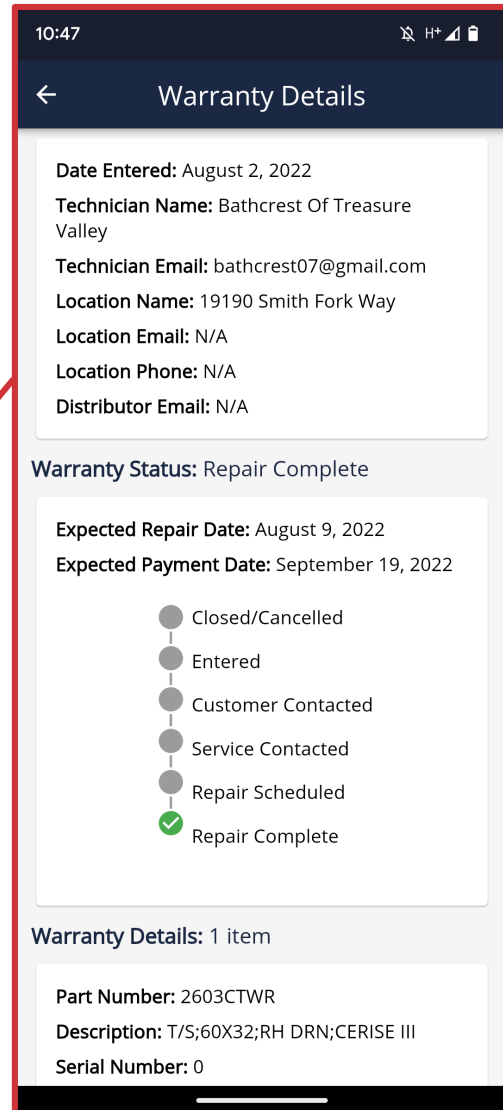 10:47
H+
Warranty Details
Date Entered: August 2, 2022
Technician Name: Bathcrest Of Treasure
Valley
Technician Email: bathcrest07@gmail.com
Location Name: 19190 Smith Fork Way
Location Email: N/A
Location Phone: N/A
Distributor Email: N/A
Warranty Status: Repair Complete
Expected Repair Date: August 9, 2022
Expected Payment Date: September 19, 2022
Closed/Cancelled
Entered
Customer Contacted
Service Contacted
Repair Scheduled
Repair Complete
Warranty Details: 1 item
Part Number: 2603CTWR
Description: T/S;60X32;RH DRN;CERISE III
Serial Number: 0